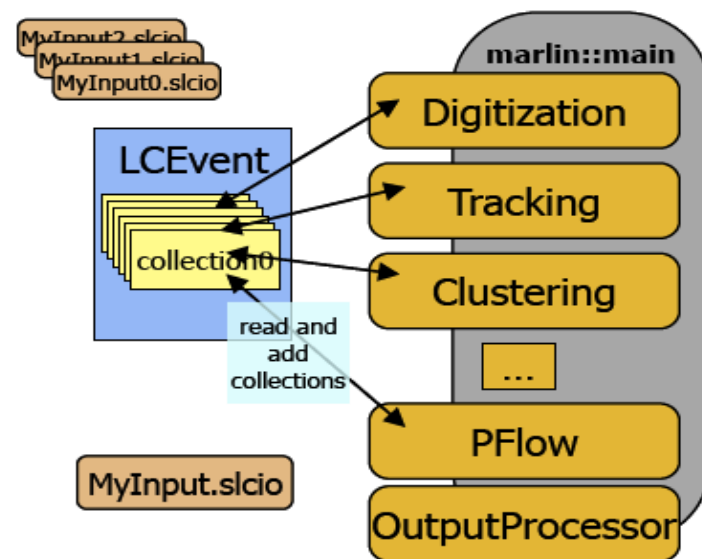 MyInput2.slcio
MyInput1.slcio
MyInput0.slcio
marlin::main
Digitization
LCEvent
Tracking
collection0
Clustering
read and
add
collections
...
PFlow
MyInput.slcio
OutputProcessor